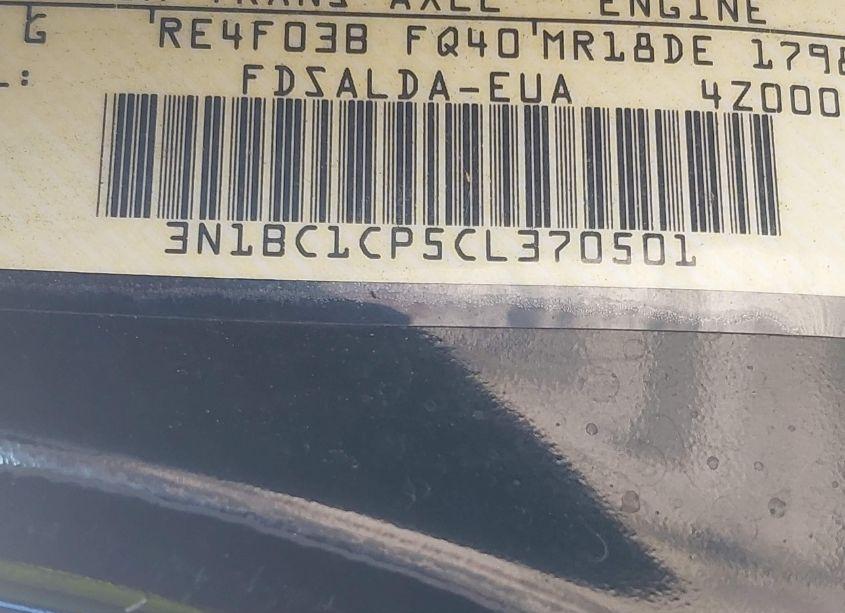 TRANS AXLE ENGINE
G RE4F03B FQ40 MR18DE 1798
L: FDSALDA-EUA 4Z000
3N1BC1CP5CL370501